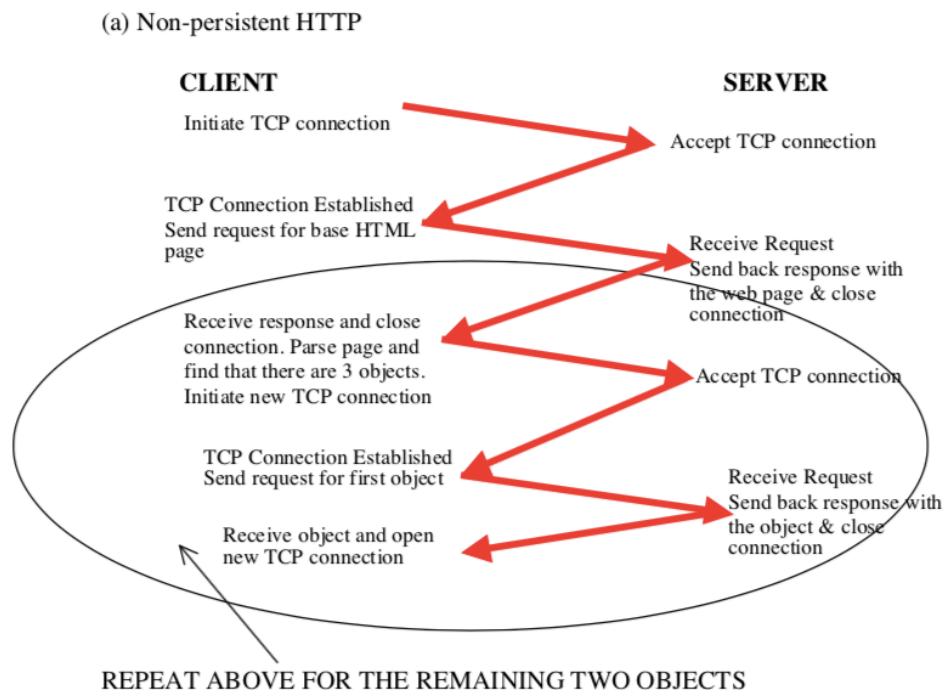 (a) Non-persistent HTTP
CLIENT
SERVER
Initiate TCP connection
Accept TCP connection
TCP Connection Established
Send request for base HTML
page
Receive Request
Send back response with
the web page & close
connection
Receive response and close
connection. Parse page and
find that there are 3 objects.
Initiate new TCP connection
Accept TCP connection
TCP Connection Established
Send request for first object
Receive Request
Send back response with
the object & close
connection
Receive object and open
new TCP connection
REPEAT ABOVE FOR THE REMAINING TWO OBJECTS